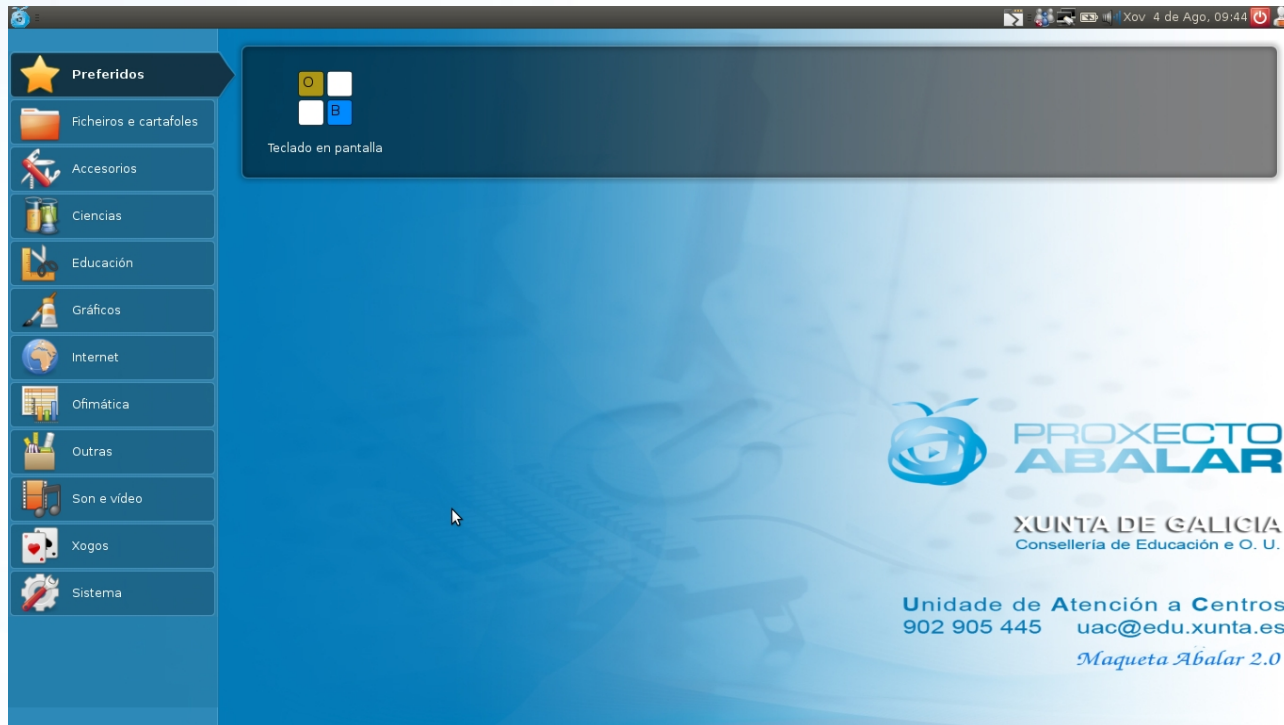 Xov 4 de Ago, 09:44
Preferidos
Ficheiros e cartafoles
Accesorios
Ciencias
Educación
Gráficos
Internet
Ofimática
Outras
Son e vídeo
Xogos
Sistema
O
B
Teclado en pantalla
PROXECTO
ABALAR
XUNTA DE GALICIA
Consellería de Educación e O. U.
Unidade de Atención a Centros
902 905 445 uac@edu.xunta.es
Maqueta Abalar 2.0